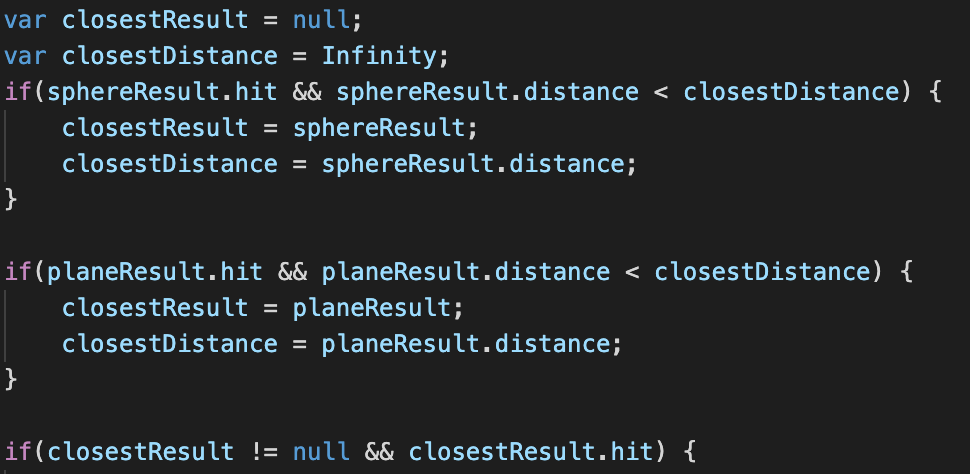 var closestResult = null;
var closestDistance = Infinity;
if(sphereResult.hit && sphereResult.distance < closestDistance) {
    closestResult = sphereResult;
    closestDistance = sphereResult.distance;
}

if(planeResult.hit && planeResult.distance < closestDistance) {
    closestResult = planeResult;
    closestDistance = planeResult.distance;
}

if(closestResult != null && closestResult.hit) {